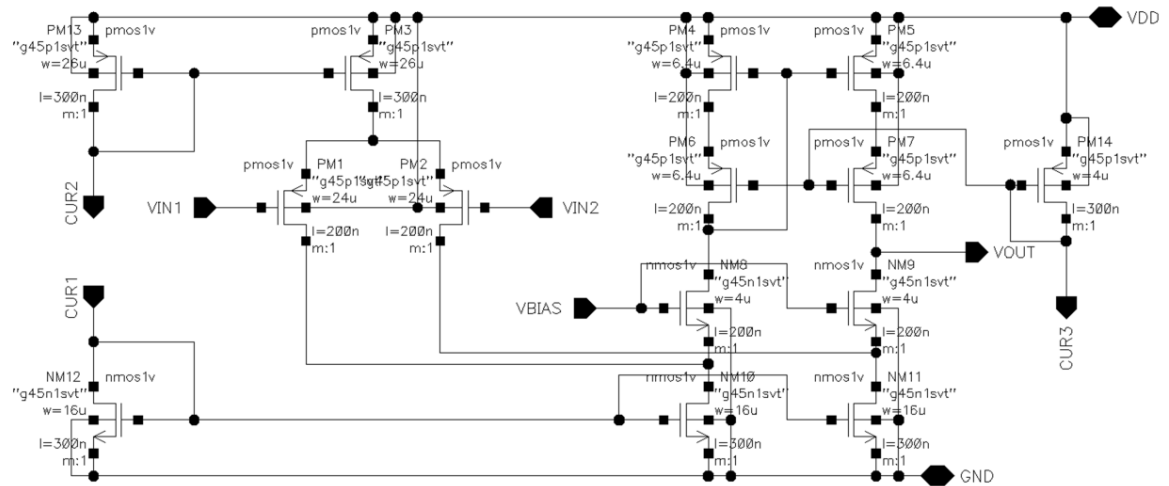 VDD
PM13 pmos1v
"g45p1svt"
w=26u
l=300n
m:1
pmos1v PM3
"g45p1svt"
w=26u
l=300n
m:1
PM4 pmos1v
"g45p1svt"
w=6.4u
l=200n
m:1
pmos1v PM5
"g45p1svt"
w=6.4u
l=200n
m:1
CUR2
pmos1v PM1
"g45p1svt"
w=24u
l=200n
m:1
VIN1
PM2 pmos1v
"g45p1svt"
w=24u
l=200n
m:1
VIN2
PM6 pmos1v
"g45p1svt"
w=6.4u
l=200n
m:1
pmos1v PM7
"g45p1svt"
w=6.4u
l=200n
m:1
pmos1v PM14
"g45p1svt"
w=4u
l=300n
m:1
VOUT
CUR3
CUR1
VBIAS
nmos1v NM8
"g45n1svt"
w=4u
l=200n
m:1
nmos1v NM9
"g45n1svt"
w=4u
l=200n
m:1
NM12 nmos1v
"g45n1svt"
w=16u
l=300n
m:1
nmos1v NM10
"g45n1svt"
w=16u
l=300n
m:1
nmos1v NM11
"g45n1svt"
w=16u
l=300n
m:1
GND